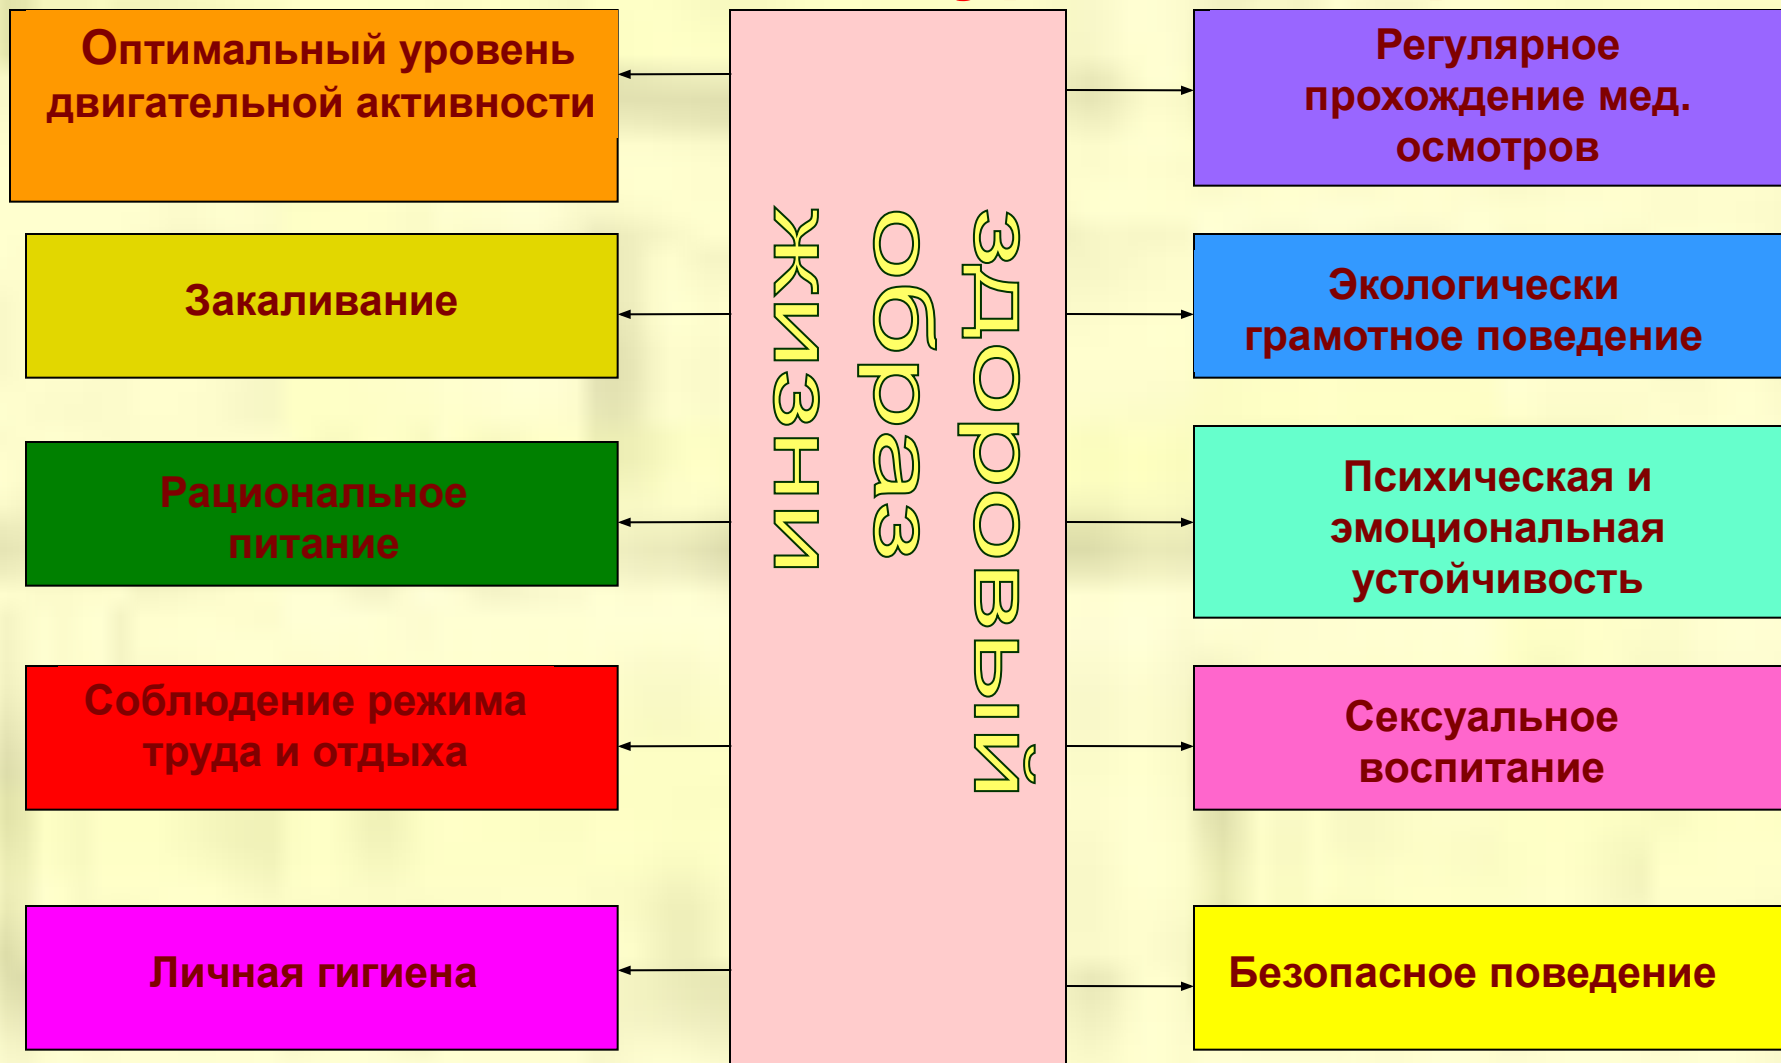 Оптимальный уровень
двигательной активности
Закаливание
Рациональное
питание
Соблюдение режима
труда и отдыха
Личная гигиена
здоровый
образ
жизни
Регулярное
прохождение мед.
осмотров
Экологически
грамотное поведение
Психическая и
эмоциональная
устойчивость
Сексуальное
воспитание
Безопасное поведение